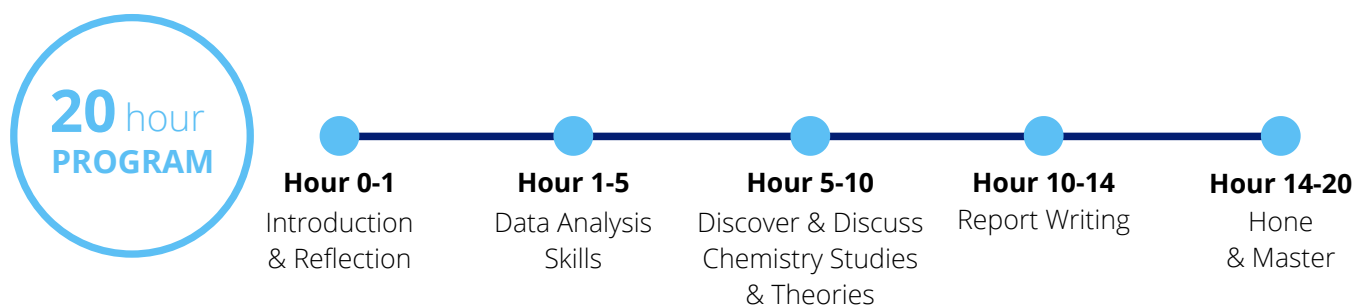 20 hour
PROGRAM
Hour 0-1
Introduction
& Reflection
Hour 1-5
Data Analysis
Skills
Hour 5-10
Discover & Discuss
Chemistry Studies
& Theories
Hour 10-14
Report Writing
Hour 14-20
Hone
& Master